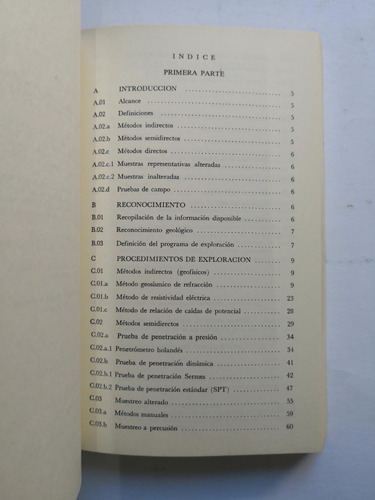 INDICE
PRIMERA PARTE
A INTRODUCCION 5
A.01 Alcance 5
A.02 Definiciones 5
A.02.a Métodos indirectos 5
A.02.b Métodos semidirectos 5
A.02.c Métodos directos 6
A.02.c.1 Muestras representativas alteradas 6
A.02.c.2 Muestras inalteradas 6
A.02.d Pruebas de campo 6
B RECONOCIMIENTO 6
B.01 Recopilación de la información disponible 6
B.02 Reconocimiento geológico 7
B.03 Definición del programa de exploración 7
C PROCEDIMIENTOS DE EXPLORACION 9
C.01 Métodos indirectos (geofísicos) 9
C.01.a Método geosísmico de refracción 9
C.01.b Método de resistividad eléctrica 23
C.01.c Método de relación de caídas de potencial 28
C.02 Métodos semidirectos 29
C.02.a Prueba de penetración a presión 34
C.02.a.1 Penetrómetro holandés 34
C.02.b Prueba de penetración dinámica 41
C.02.b.1 Prueba de penetración Sermes 42
C.02.b.2 Prueba de penetración estándar (SPT) 47
C.03 Muestreo alterado 55
C.03.a Métodos manuales 59
C.03.b Muestreo a percusión 60